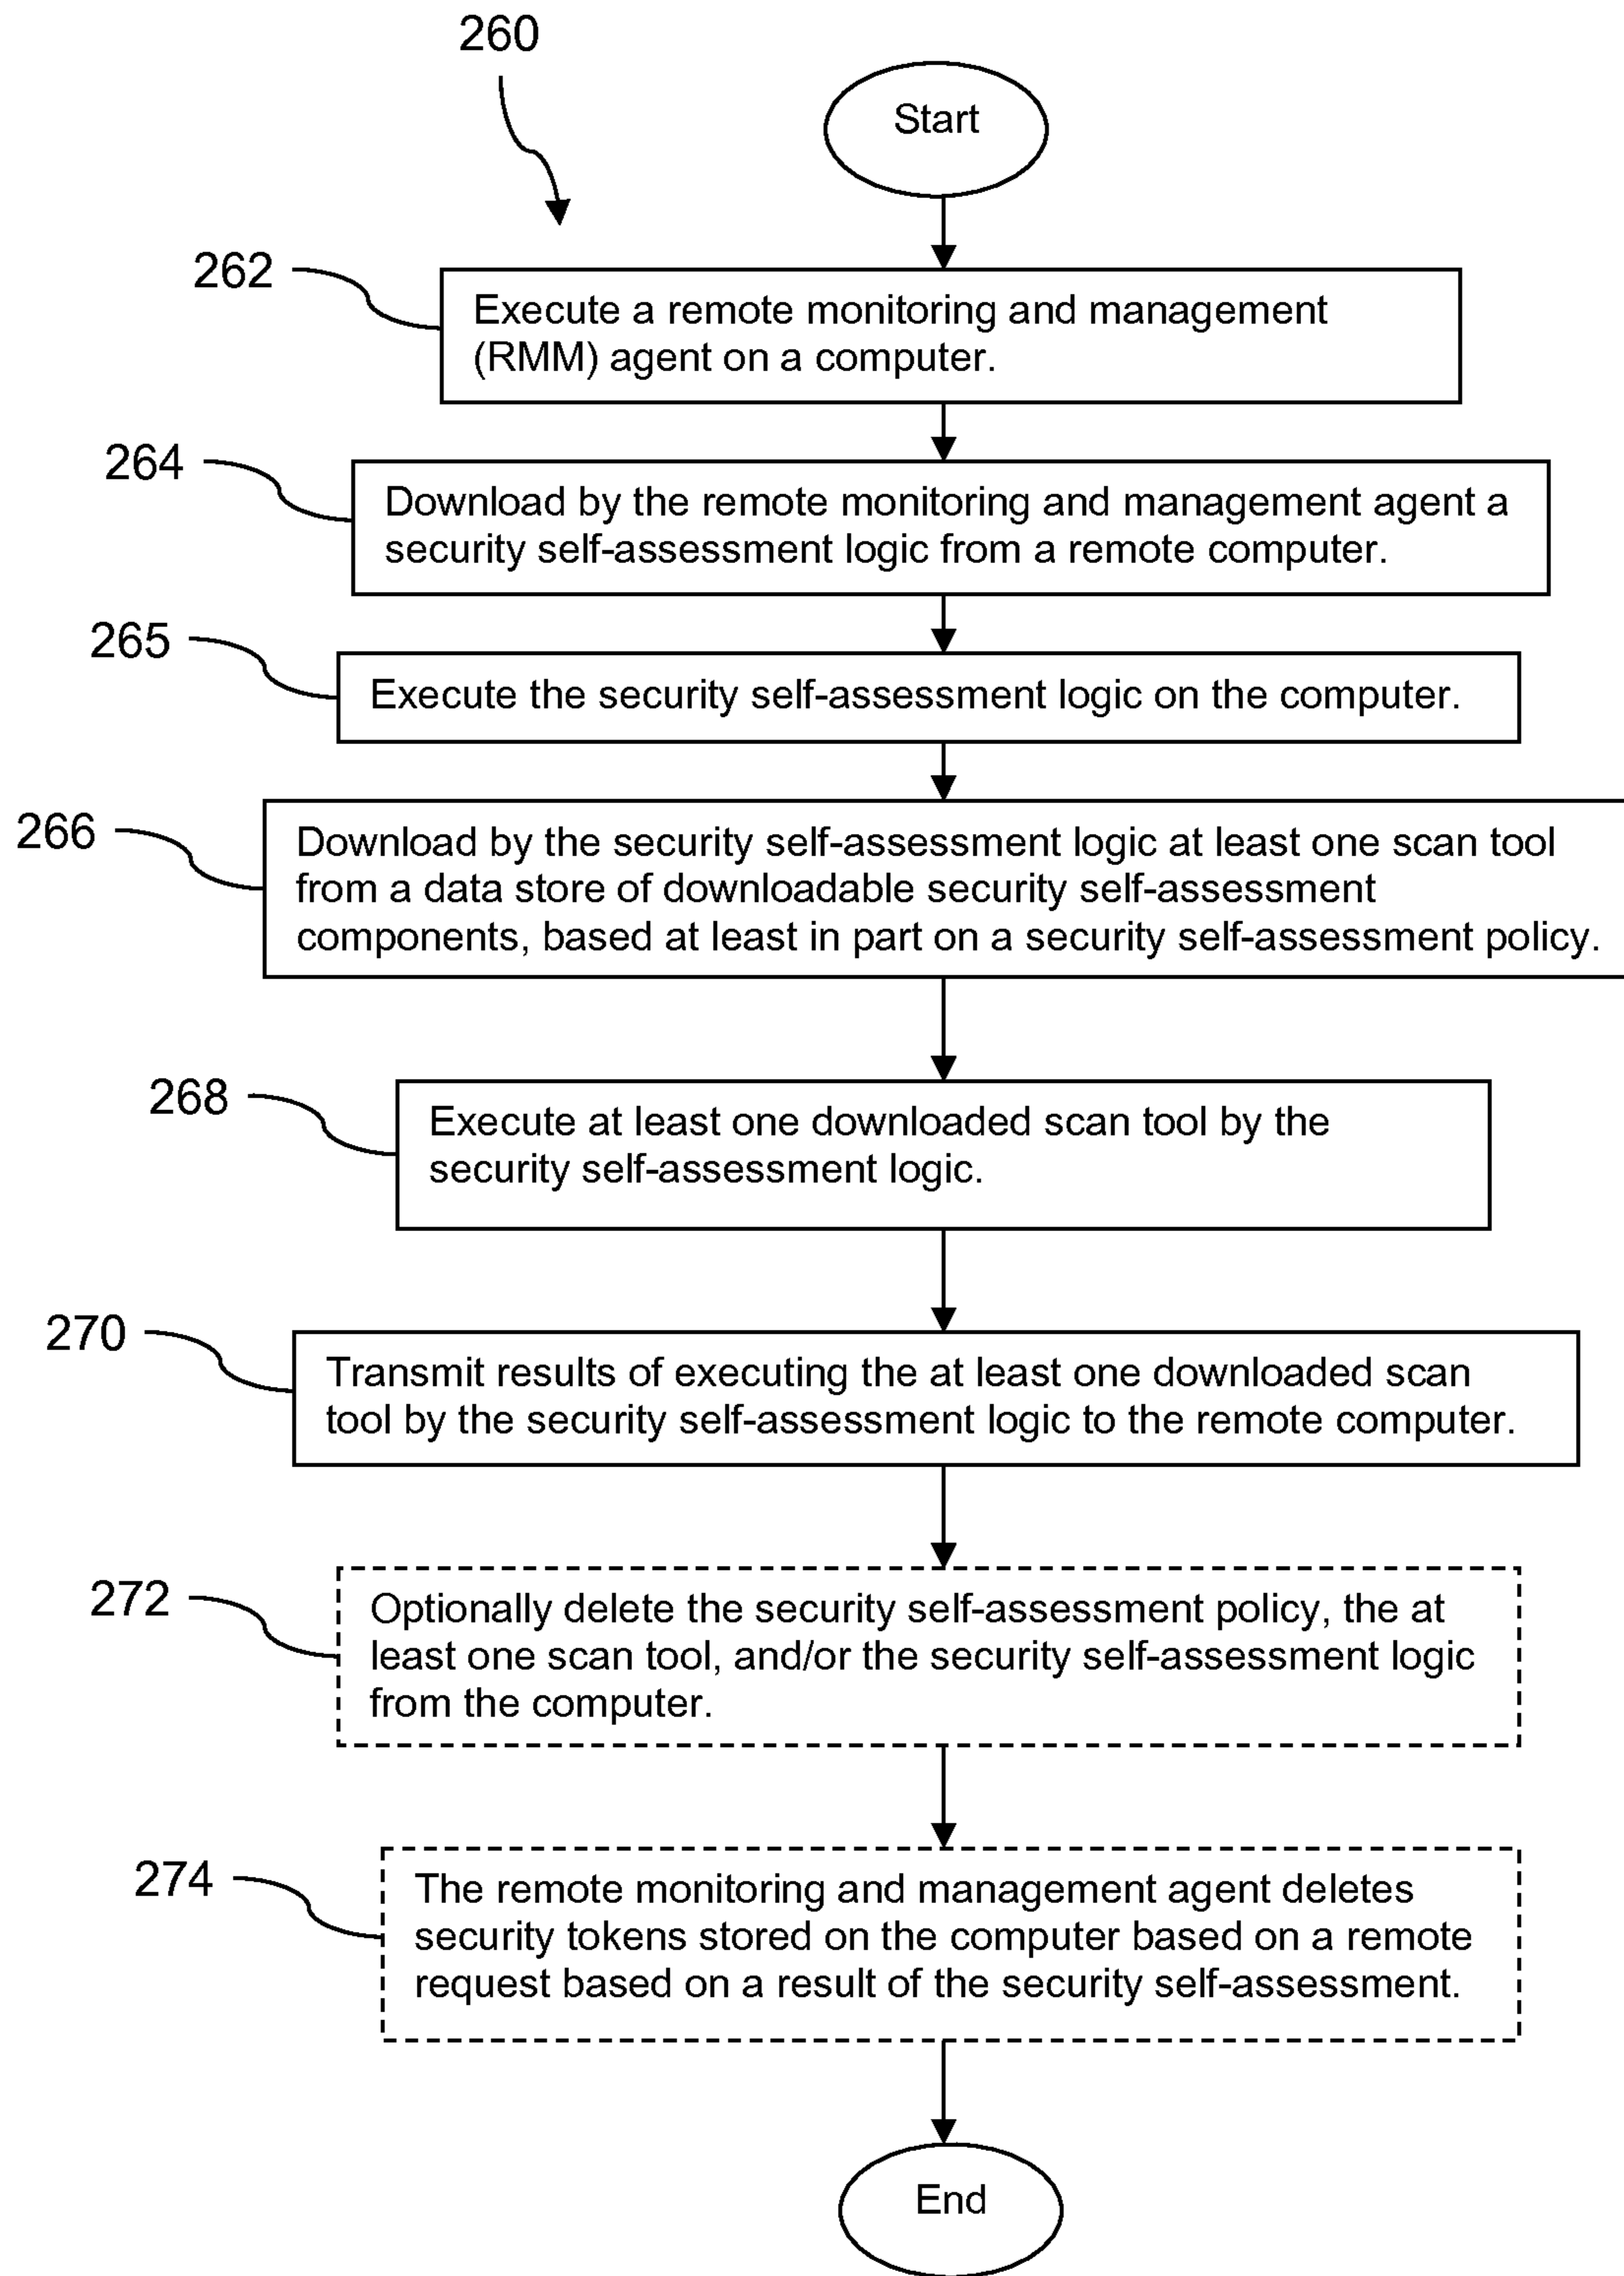 260
Start
262
Execute a remote monitoring and management
(RMM) agent on a computer.
264
Download by the remote monitoring and management agent a
security self-assessment logic from a remote computer.
265
Execute the security self-assessment logic on the computer.
266
Download by the security self-assessment logic at least one scan tool
from a data store of downloadable security self-assessment
components, based at least in part on a security self-assessment policy.
268
Execute at least one downloaded scan tool by the
security self-assessment logic.
270
Transmit results of executing the at least one downloaded scan
tool by the security self-assessment logic to the remote computer.
272
Optionally delete the security self-assessment policy, the at
least one scan tool, and/or the security self-assessment logic
from the computer.
274
The remote monitoring and management agent deletes
security tokens stored on the computer based on a remote
request based on a result of the security self-assessment.
End